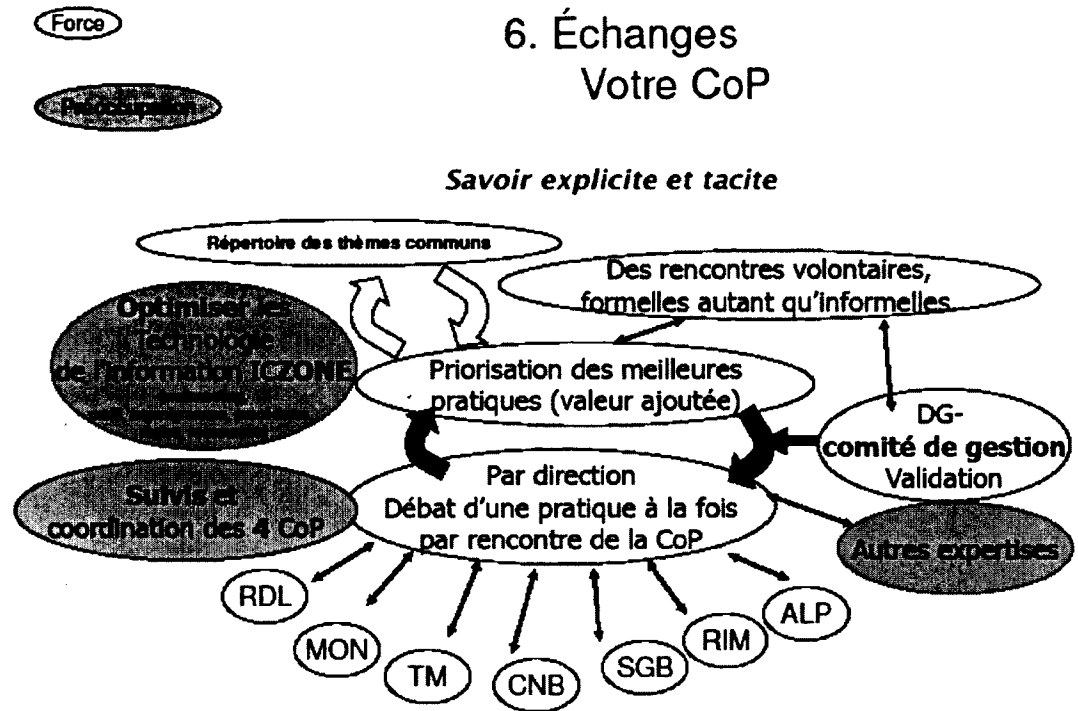 Force
6. Échanges
Votre CoP
Préoccupation
Savoir explicite et tacite
Répertoire des thèmes communs
Des rencontres volontaires,
formelles autant qu'informelles
Optimiser les
Technologie
de l'information ICZONE
Priorisation des meilleures
pratiques (valeur ajoutée)
DG-
comité de gestion
Validation
Par direction
Débat d'une pratique à la fois
par rencontre de la CoP
Suivis et
coordination des 4 CoP
Autres expertises
RDL
MON
TM
CNB
SGB
RIM
ALP